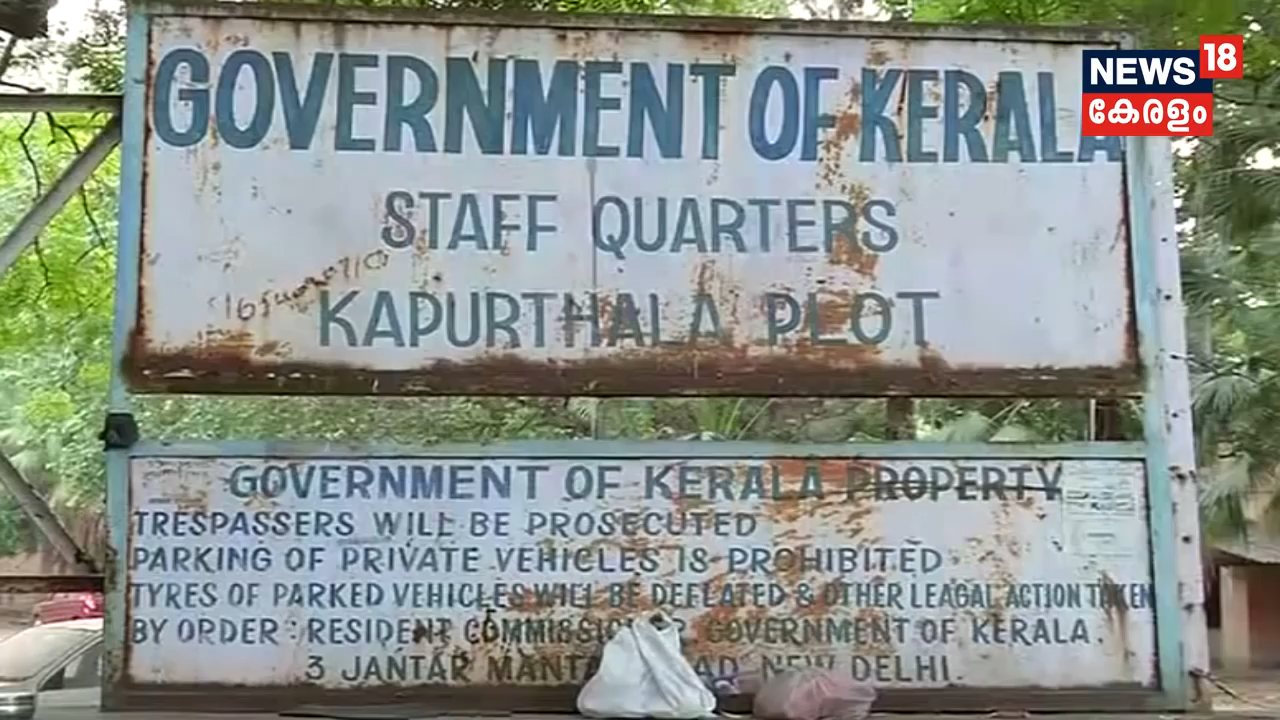 GOVERNMENT OF KERALA
NEWS 18
കേരളം
STAFF QUARTERS
KAPURTHALA PLOT
GOVERNMENT OF KERALA PROPERTY
TRESPASSERS WILL BE PROSECUTED
PARKING OF PRIVATE VEHICLES IS PROHIBITED
TYRES OF PARKED VEHICLES WILL BE DEFLATED & OTHER LEAGAL ACTION TAKEN
BY ORDER : RESIDENT GOVERNMENT OF KERALA.
3 JANTAR NEW DELHI.